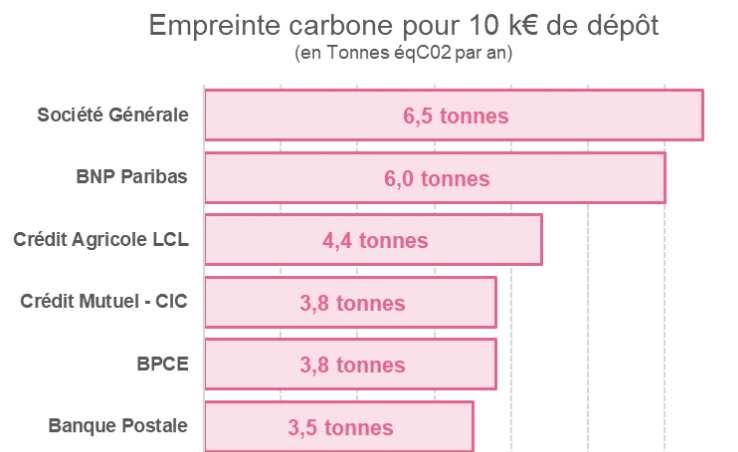 Empreinte carbone pour 10 k€ de dépôt
(en Tonnes éqC02 par an)
Société Générale 6,5 tonnes
BNP Paribas 6,0 tonnes
Crédit Agricole LCL 4,4 tonnes
Crédit Mutuel - CIC 3,8 tonnes
BPCE 3,8 tonnes
Banque Postale 3,5 tonnes